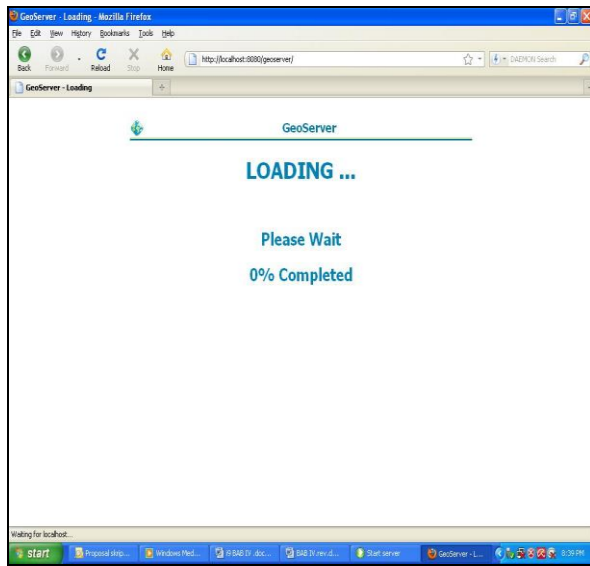 GeoServer - Loading - Mozilla Firefox
File Edit View History Bookmarks Tools Help
Back Forward Reload Stop Home http://localhost:8080/geoserver/ DAEMON Search
GeoServer - Loading
GeoServer
LOADING ...
Please Wait
0% Completed
Waiting for localhost...
start Proposal skrip... Windows Med... BAB IV .doc... BAB IV.rev.d... Start server GeoServer - L... 8:39 PM